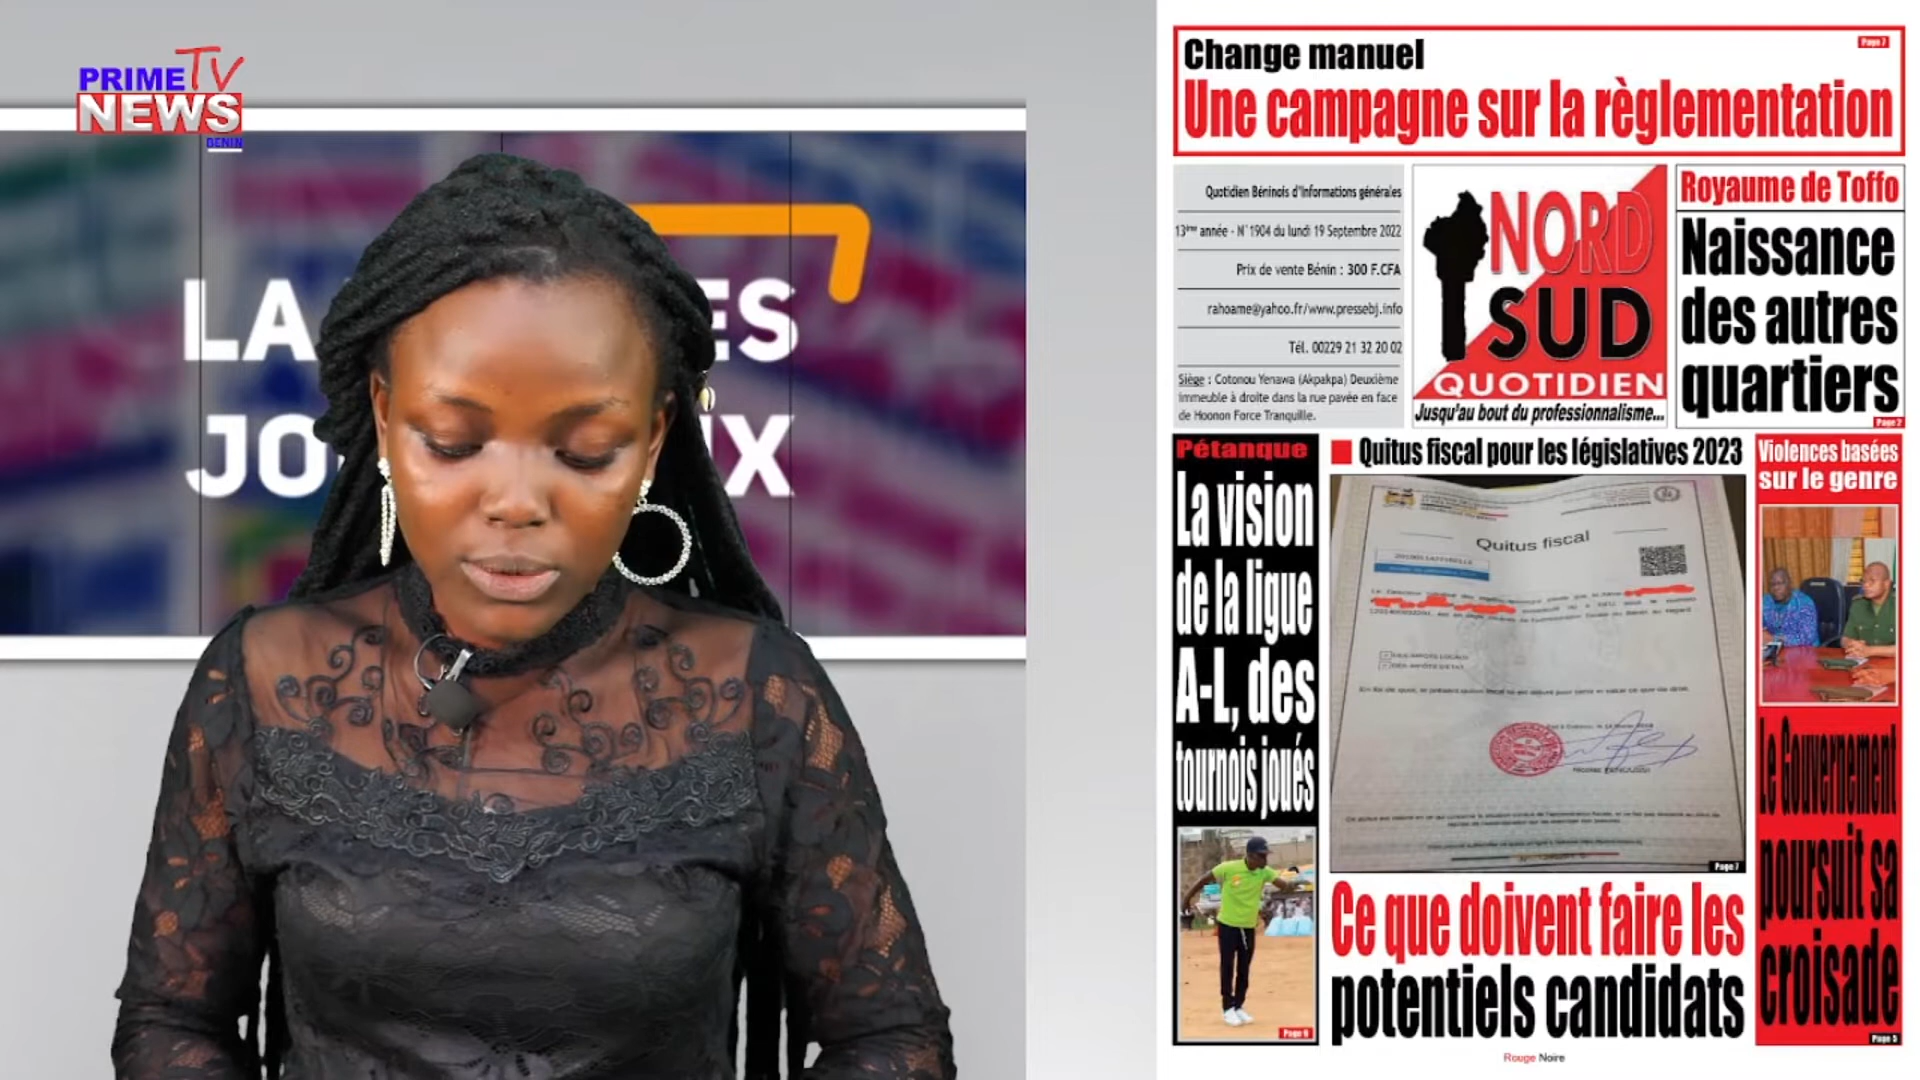 PRIME TV
NEWS
BENIN
LA
ES
JO
UX
Change manuel
Page 7
Une campagne sur la règlementation
Quotidien Béninois d'Informations générales
13ème année - N°1904 du lundi 19 Septembre 2022
Prix de vente Bénin : 300 F.CFA
rahoame@yahoo.fr/www.pressebj.info
Tél. 00229 21 32 20 02
Siège : Cotonou Yenawa (Akpakpa) Deuxième
immeuble à droite dans la rue pavée en face
de Hoonon Force Tranquille.
NORD
SUD
QUOTIDIEN
Jusqu'au bout du professionnalisme...
Royaume de Toffo
Naissance
des autres
quartiers
Page 2
Pétanque
La vision
de la ligue
A-L, des
tournois joués
Page 6
Quitus fiscal pour les législatives 2023
Quitus fiscal
Page 7
Ce que doivent faire les
potentiels candidats
Violences basées
sur le genre
Le Gouvernement
poursuit sa
croisade
Page 5
Rouge Noire